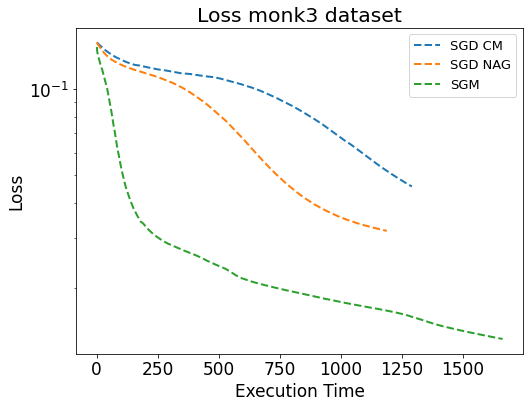 Loss monk3 dataset
SGD CM
SGD NAG
SGM
10⁻¹
Loss
0 250 500 750 1000 1250 1500
Execution Time